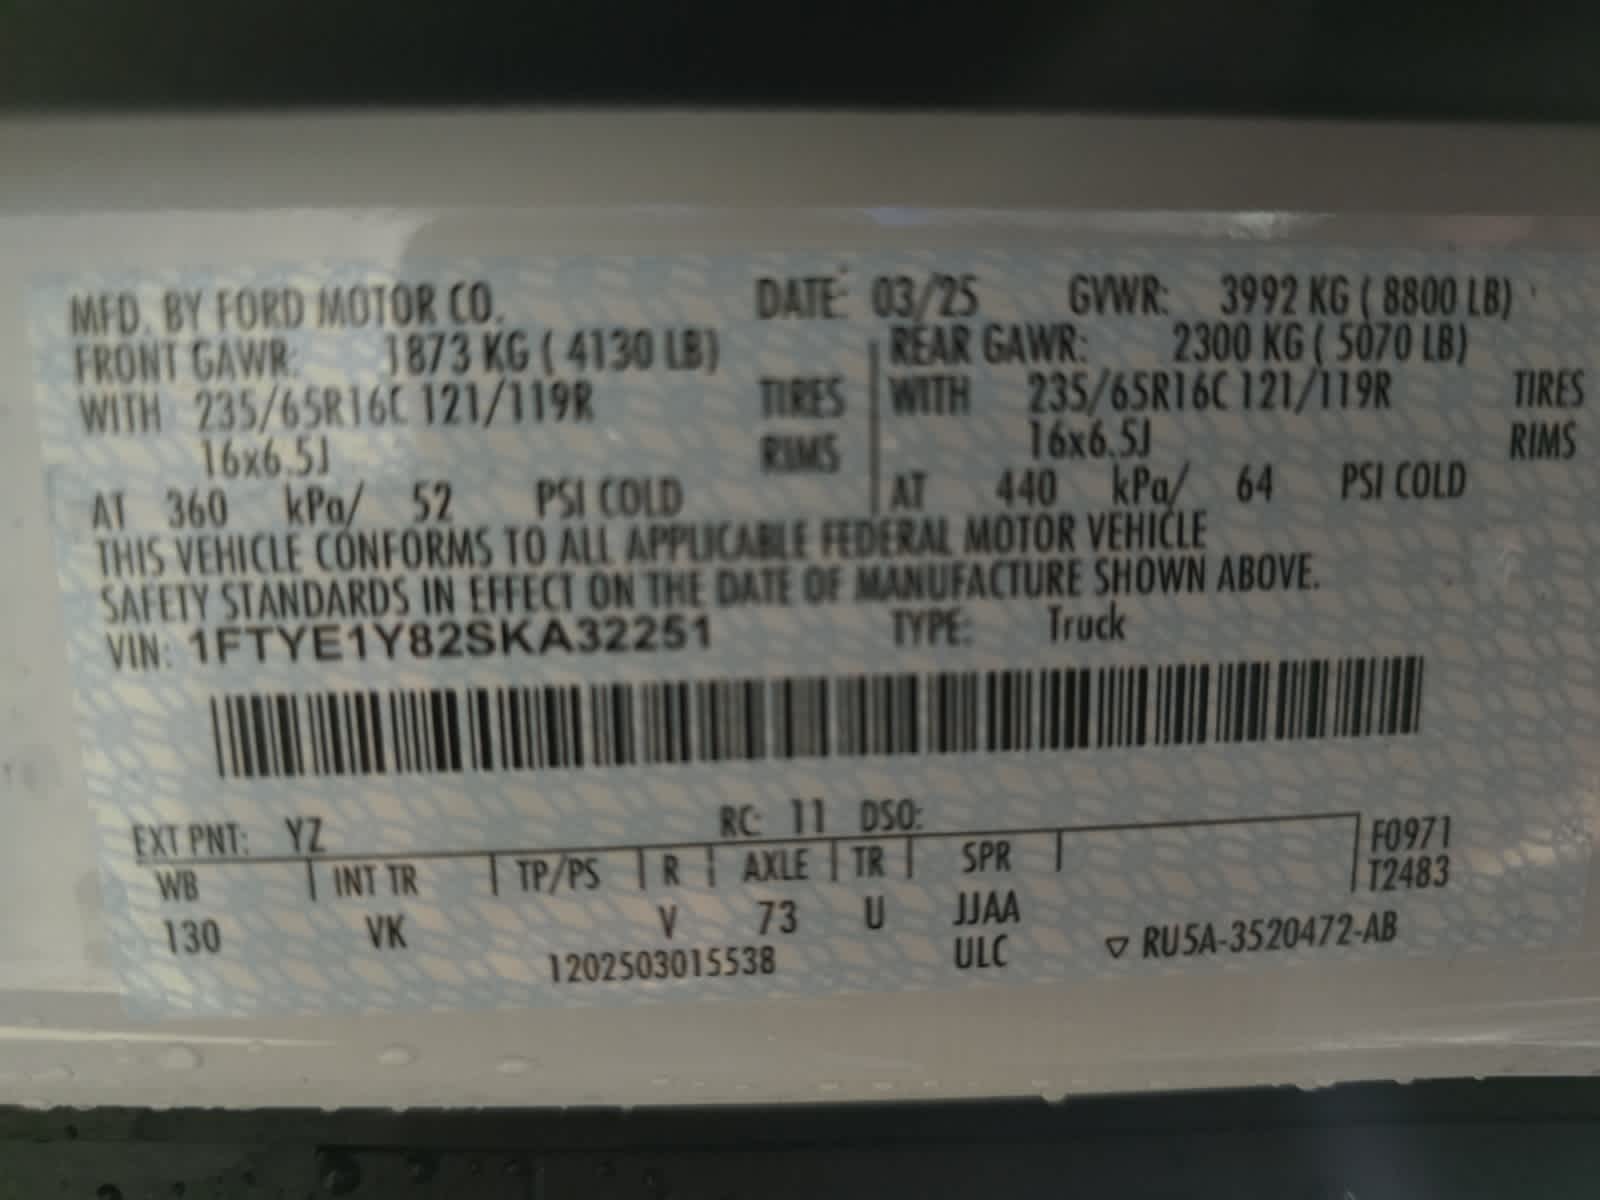 MFD. BY FORD MOTOR CO. DATE: 03/25 GVWR: 3992 KG ( 8800 LB)
FRONT GAWR: 1873 KG ( 4130 LB) REAR GAWR: 2300 KG ( 5070 LB)
WITH 235/65R16C 121/119R TIRES WITH 235/65R16C 121/119R TIRES
16x6.5J RIMS 16x6.5J RIMS
AT 360 kPa/ 52 PSI COLD AT 440 kPa/ 64 PSI COLD
THIS VEHICLE CONFORMS TO ALL APPLICABLE FEDERAL MOTOR VEHICLE
SAFETY STANDARDS IN EFFECT ON THE DATE OF MANUFACTURE SHOWN ABOVE.
VIN: 1FTYE1Y82SKA32251 TYPE: Truck
EXT PNT: YZ RC: 11 DSO:
WB INT TR TP/PS R AXLE TR SPR F0971
T2483
130 VK V 73 U JJAA
1202503015538 ULC ▽ RU5A-3520472-AB